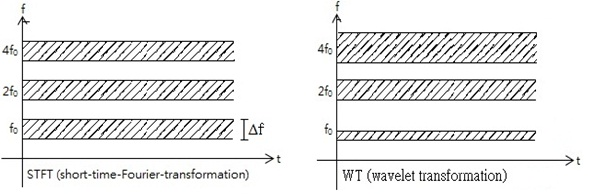 f
4f₀
2f₀
f₀
Δf
t
STFT (short-time-Fourier-transformation)
f
4f₀
2f₀
f₀
t
WT (wavelet transformation)